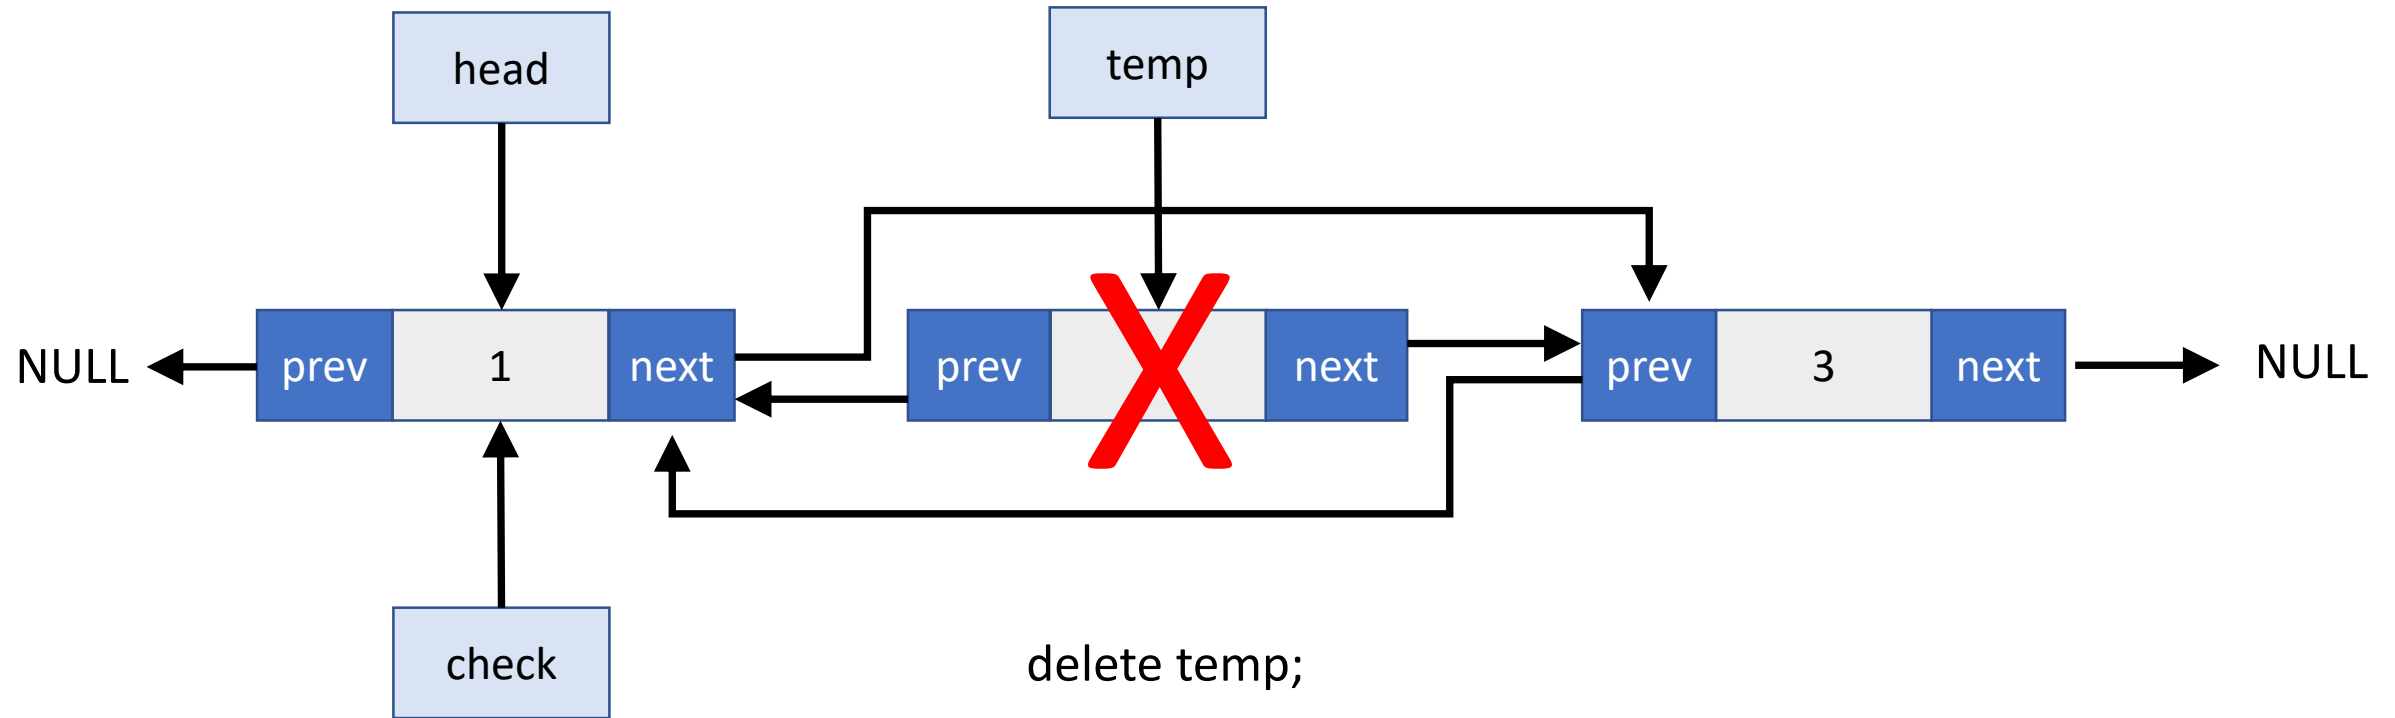 head
temp
NULL
prev
1
next
prev
next
prev
3
next
NULL
check
delete temp;